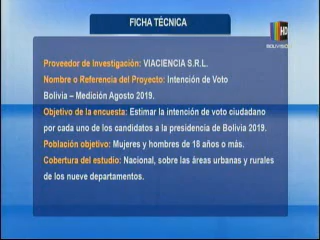 FICHA TÉCNICA
HD
BOLIVISIÓN
Proveedor de Investigación: VIACIENCIA S.R.L.
Nombre o Referencia del Proyecto: Intención de Voto
Bolivia – Medición Agosto 2019.
Objetivo de la encuesta: Estimar la intención de voto ciudadano
por cada uno de los candidatos a la presidencia de Bolivia 2019.
Población objetivo: Mujeres y hombres de 18 años o más.
Cobertura del estudio: Nacional, sobre las áreas urbanas y rurales
de los nueve departamentos.